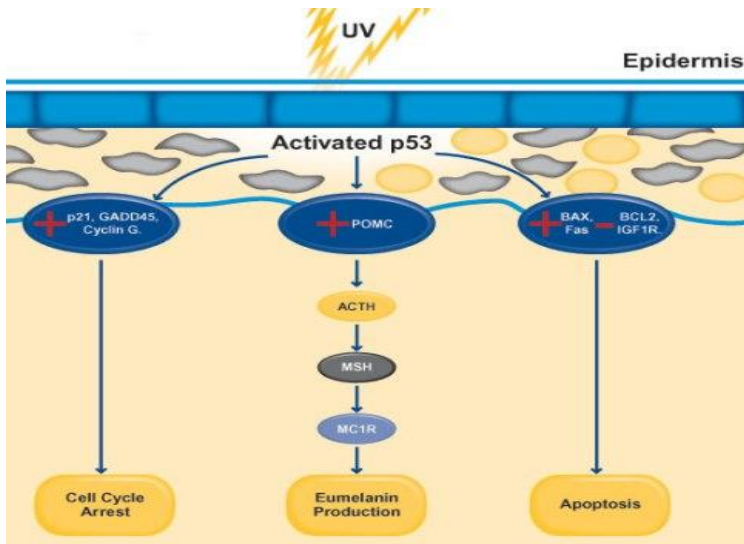 UV
Epidermis
Activated p53
+ p21, GADD45,
Cyclin G.
+ POMC
+ BAX,
Fas
- BCL2,
IGF1R.
ACTH
MSH
MC1R
Cell Cycle
Arrest
Eumelanin
Production
Apoptosis